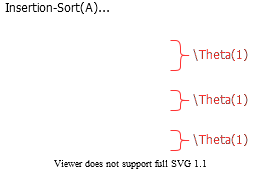 Insertion-Sort(A)...
\Theta(1)
\Theta(1)
\Theta(1)
Viewer does not support full SVG 1.1